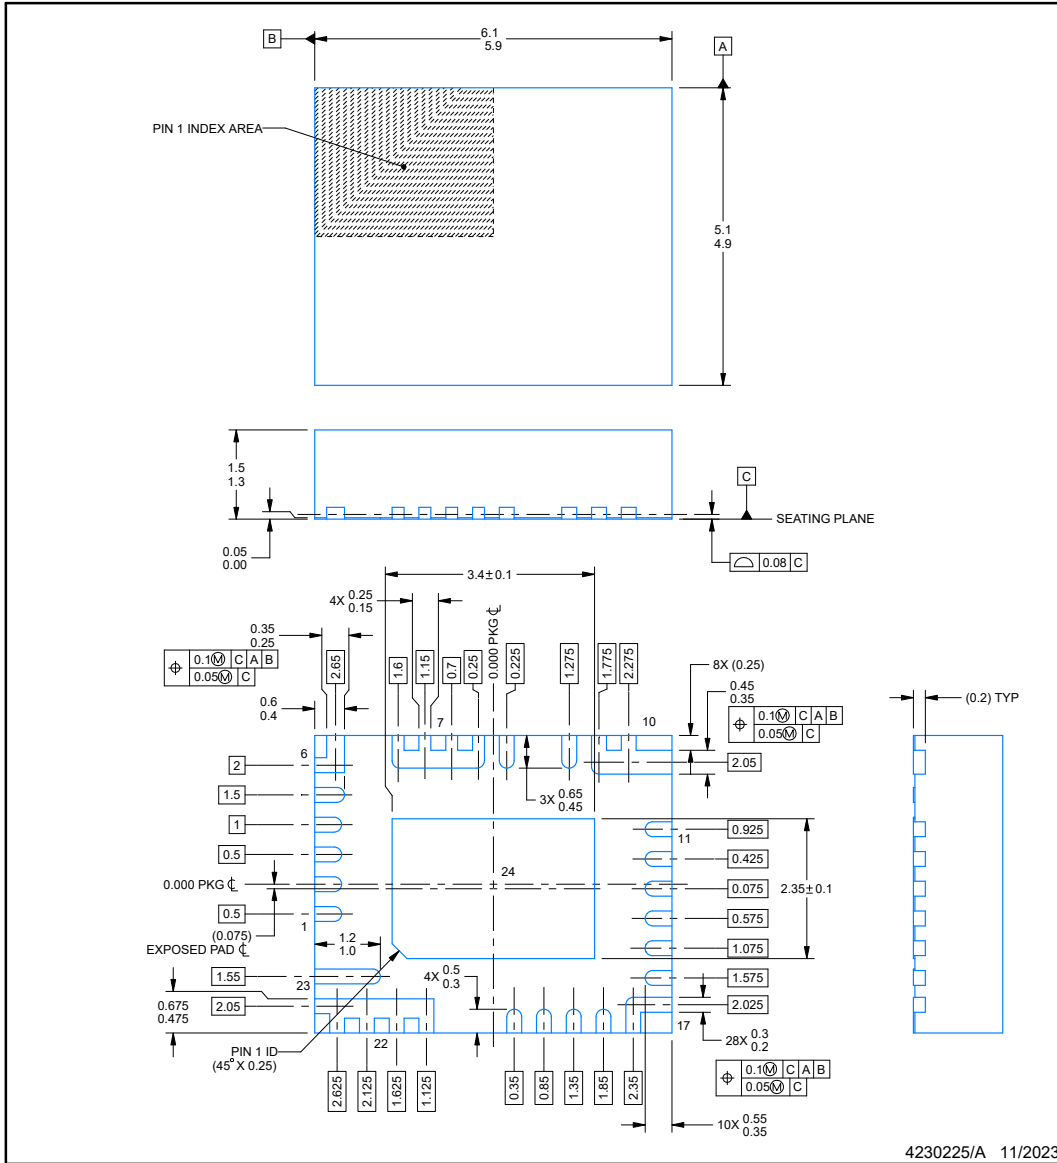 B
6.1
5.9
A
PIN 1 INDEX AREA
5.1
4.9
1.5
1.3
C
SEATING PLANE
0.05
0.00
0.08 C
3.4±0.1
4X 0.25
0.15
0.000 PKG ℄
0.35
0.25
0.1Ⓜ C A B
0.05Ⓜ C
2.65
1.6
1.15
0.7
0.25
0.225
1.275
1.775
2.275
8X (0.25)
0.45
0.35
(0.2) TYP
0.6
0.4
7
10
0.1Ⓜ C A B
0.05Ⓜ C
6
2
2.05
1.5
3X 0.65
0.45
1
0.925
11
0.5
0.425
24
0.000 PKG ℄
0.075
2.35±0.1
0.5
0.575
(0.075)
1
EXPOSED PAD ℄
1.2
1.0
1.075
1.55
23
4X 0.5
0.3
1.575
0.675
0.475
2.05
2.025
17
22
28X 0.3
0.2
PIN 1 ID
(45° X 0.25)
0.1Ⓜ C A B
0.05Ⓜ C
2.625
2.125
1.625
1.125
0.35
0.85
1.35
1.85
2.35
10X 0.55
0.35
4230225/A 11/2023